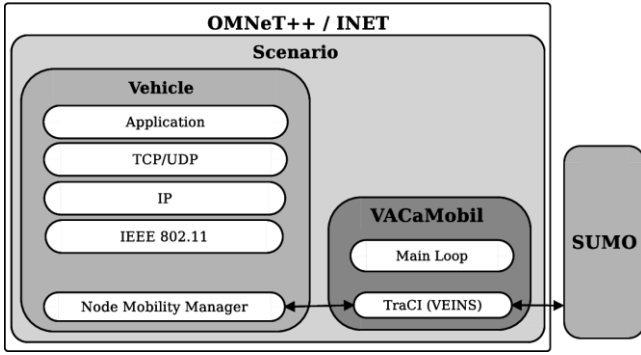 OMNeT++ / INET
Scenario
Vehicle
Application
TCP/UDP
IP
IEEE 802.11
Node Mobility Manager
VACaMobil
Main Loop
TraCI (VEINS)
SUMO